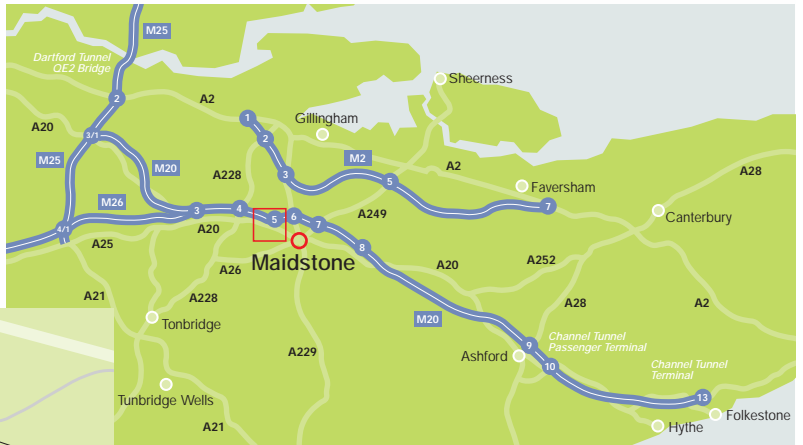 M25
Dartford Tunnel
QE2 Bridge
Sheerness
2
A2
1
Gillingham
A20
3/1
2
M25
M20
A228
3
M2
5
A2
A28
Faversham
M26
3
4
5
6
7
A249
7
Canterbury
4/1
A25
A20
8
Maidstone
A26
A20
A252
A21
A228
A28
A2
Tonbridge
M20
9
Channel Tunnel
Passenger Terminal
A229
Ashford
10
Channel Tunnel
Terminal
Tunbridge Wells
13
Folkestone
A21
Hythe